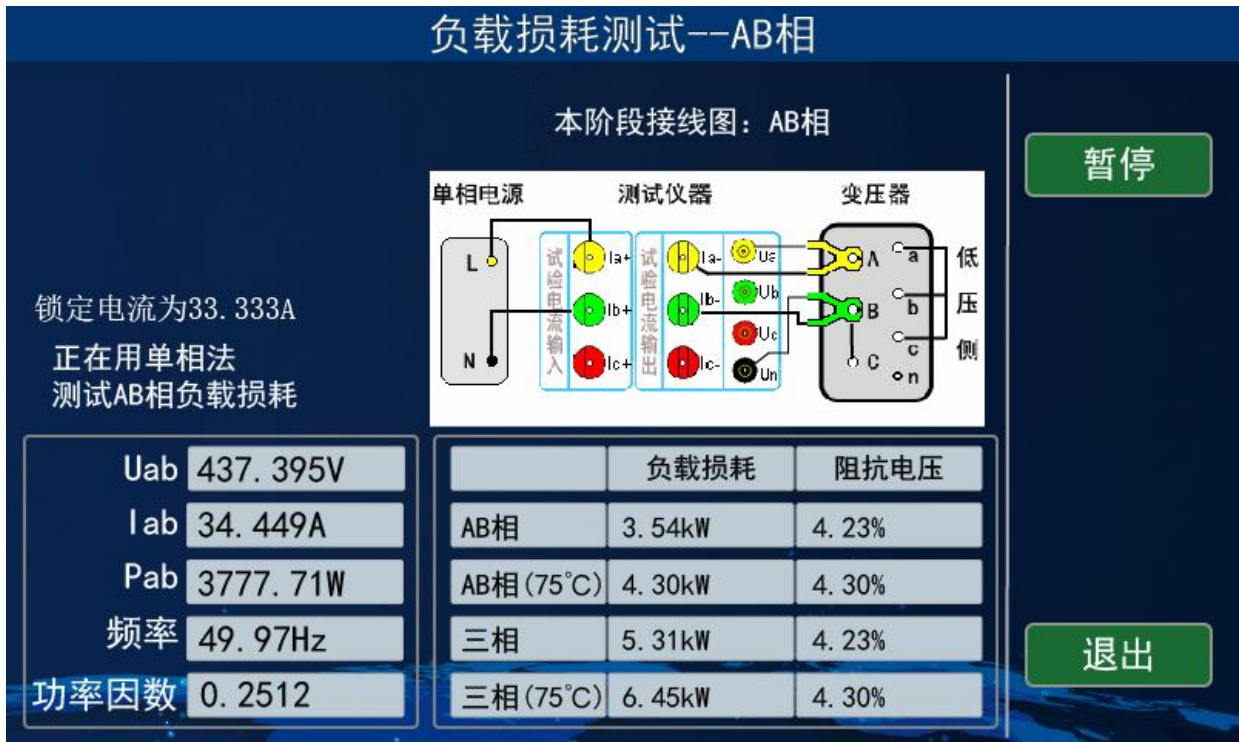 负载损耗测试--AB相
本阶段接线图: AB相
暂停
单相电源 测试仪器 变压器
L
N
试验电流输入
Ia+
Ib+
Ic+
试验电流输出
Ia-
Ib-
Ic-
Ua
Ub
Uc
Un
A
B
C
a
b
c
n
低压侧
锁定电流为33.333A
正在用单相法
测试AB相负载损耗
Uab 437.395V
Iab 34.449A
Pab 3777.71W
频率 49.97Hz
功率因数 0.2512
负载损耗 阻抗电压
AB相 3.54kW 4.23%
AB相(75℃) 4.30kW 4.30%
三相 5.31kW 4.23%
三相(75℃) 6.45kW 4.30%
退出